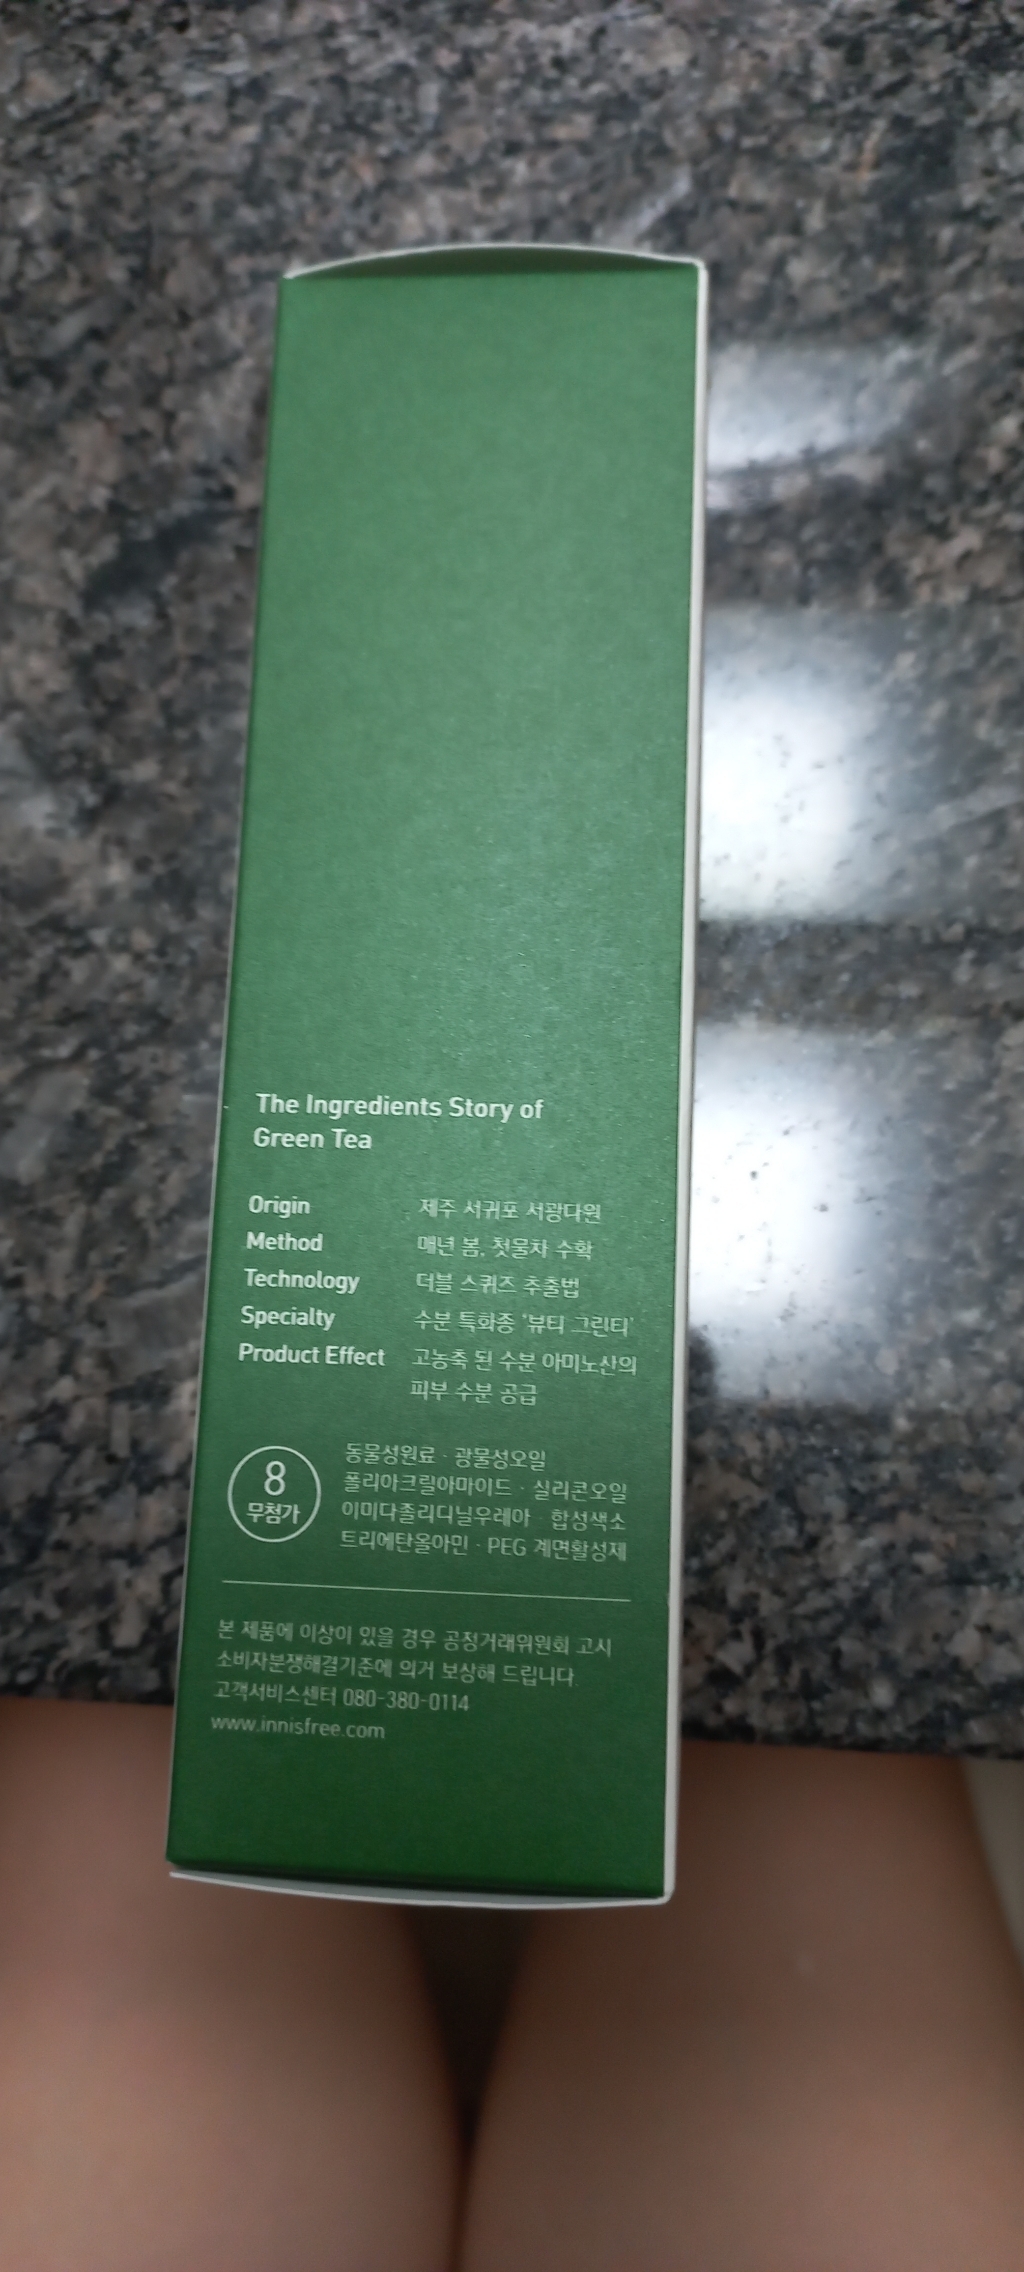 The Ingredients Story of
Green Tea
Origin 제주 서귀포 서광다원
Method 매년 봄, 첫물차 수확
Technology 더블 스퀴즈 추출법
Specialty 수분 특화종 '뷰티 그린티'
Product Effect 고농축 된 수분 아미노산의
피부 수분 공급
8
무첨가
동물성원료 · 광물성오일
폴리아크릴아마이드 · 실리콘오일
이미다졸리디닐우레아 · 합성색소
트리에탄올아민 · PEG 계면활성제
본 제품에 이상이 있을 경우 공정거래위원회 고시
소비자분쟁해결기준에 의거 보상해 드립니다.
고객서비스센터 080-380-0114
www.innisfree.com